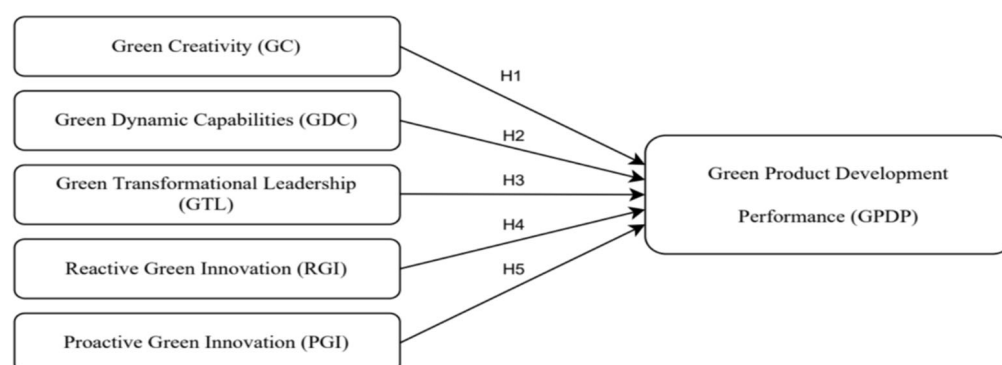 Green Creativity (GC)
H1
Green Dynamic Capabilities (GDC)
H2
Green Transformational Leadership
(GTL)
H3
Reactive Green Innovation (RGI)
H4
Proactive Green Innovation (PGI)
H5
Green Product Development
Performance (GPDP)